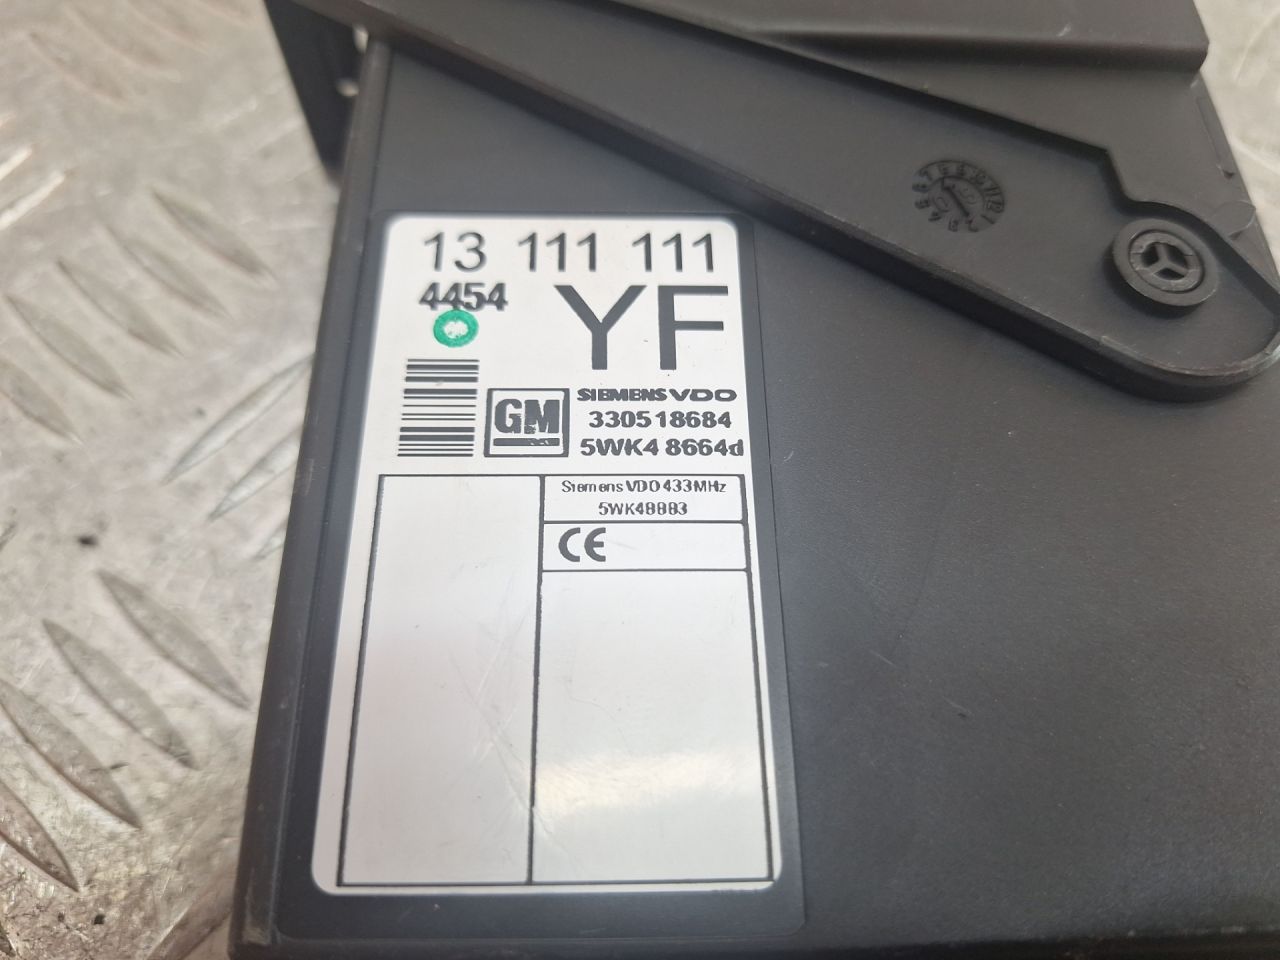 13 111 111
4454
YF
GM
SIEMENS VDO
330518684
5WK4 8664d
Siemens VDO 433MHz
5WK48883
CE